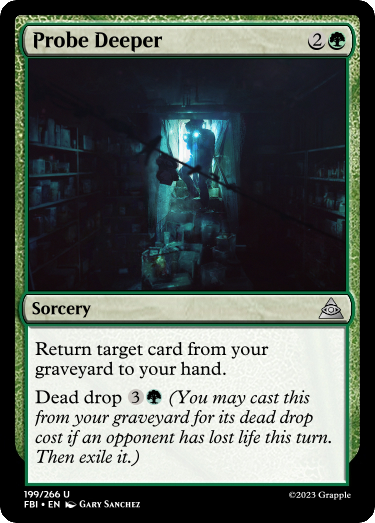 Probe Deeper 2
Sorcery
Return target card from your
graveyard to your hand.
Dead drop 3 (You may cast this
from your graveyard for its dead drop
cost if an opponent has lost life this turn.
Then exile it.)
199/266 U
FBI • EN Gary Sanchez
©2023 Grapple